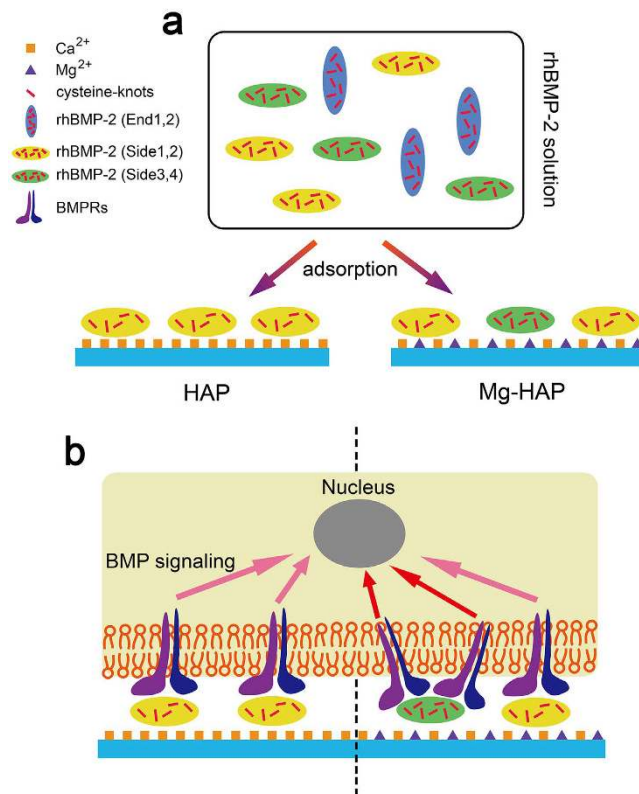 a
Ca2+
Mg2+
cysteine-knots
rhBMP-2 (End1,2)
rhBMP-2 (Side1,2)
rhBMP-2 (Side3,4)
BMPRs
rhBMP-2 solution
adsorption
HAP
Mg-HAP
b
Nucleus
BMP signaling